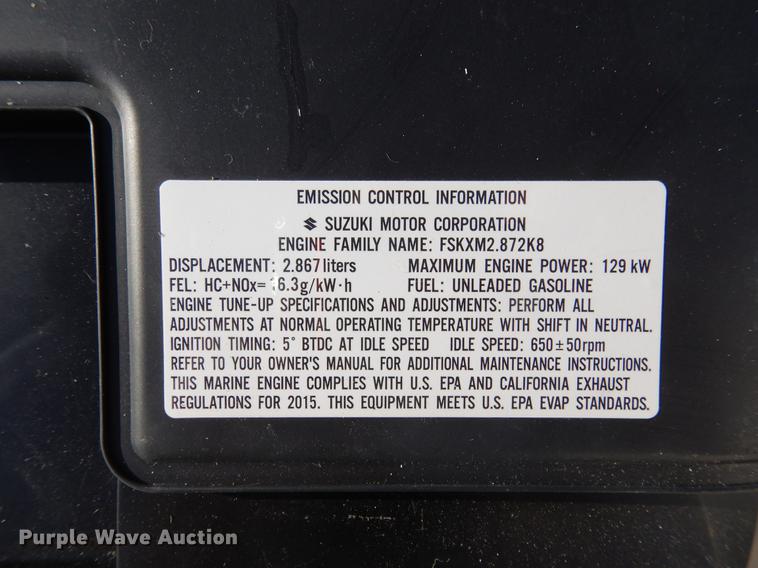 EMISSION CONTROL INFORMATION
SUZUKI MOTOR CORPORATION
ENGINE FAMILY NAME: FSKXM2.872K8
DISPLACEMENT: 2.867 liters MAXIMUM ENGINE POWER: 129 kW
FEL: HC+NOx= 16.3g/kW·h FUEL: UNLEADED GASOLINE
ENGINE TUNE-UP SPECIFICATIONS AND ADJUSTMENTS: PERFORM ALL
ADJUSTMENTS AT NORMAL OPERATING TEMPERATURE WITH SHIFT IN NEUTRAL.
IGNITION TIMING: 5° BTDC AT IDLE SPEED IDLE SPEED: 650±50rpm
REFER TO YOUR OWNER'S MANUAL FOR ADDITIONAL MAINTENANCE INSTRUCTIONS.
THIS MARINE ENGINE COMPLIES WITH U.S. EPA AND CALIFORNIA EXHAUST
REGULATIONS FOR 2015. THIS EQUIPMENT MEETS U.S. EPA EVAP STANDARDS.
Purple Wave Auction